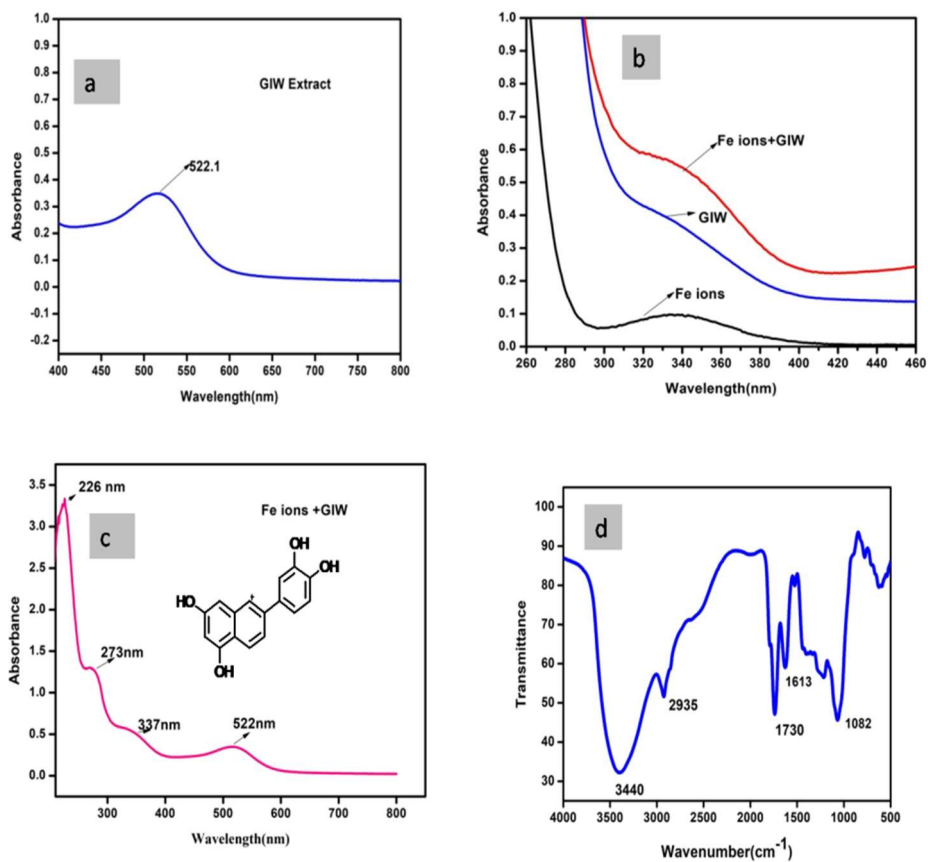 a
GIW Extract
522.1
Absorbance
1.0
0.9
0.8
0.7
0.6
0.5
0.4
0.3
0.2
0.1
0.0
-0.1
-0.2
400 450 500 550 600 650 700 750 800
Wavelength(nm)
b
Fe ions+GIW
GIW
Fe ions
Absorbance
1.0
0.9
0.8
0.7
0.6
0.5
0.4
0.3
0.2
0.1
0.0
260 280 300 320 340 360 380 400 420 440 460
Wavelength(nm)
c
226 nm
Fe ions +GIW
OH
OH
HO
OH
+
273nm
337nm
522nm
Absorbance
3.5
3.0
2.5
2.0
1.5
1.0
0.5
0.0
300 400 500 600 700 800
Wavelength(nm)
d
Transmittance
100
90
80
70
60
50
40
30
2935
1613
1730
1082
3440
4000 3500 3000 2500 2000 1500 1000 500
Wavenumber(cm⁻¹)